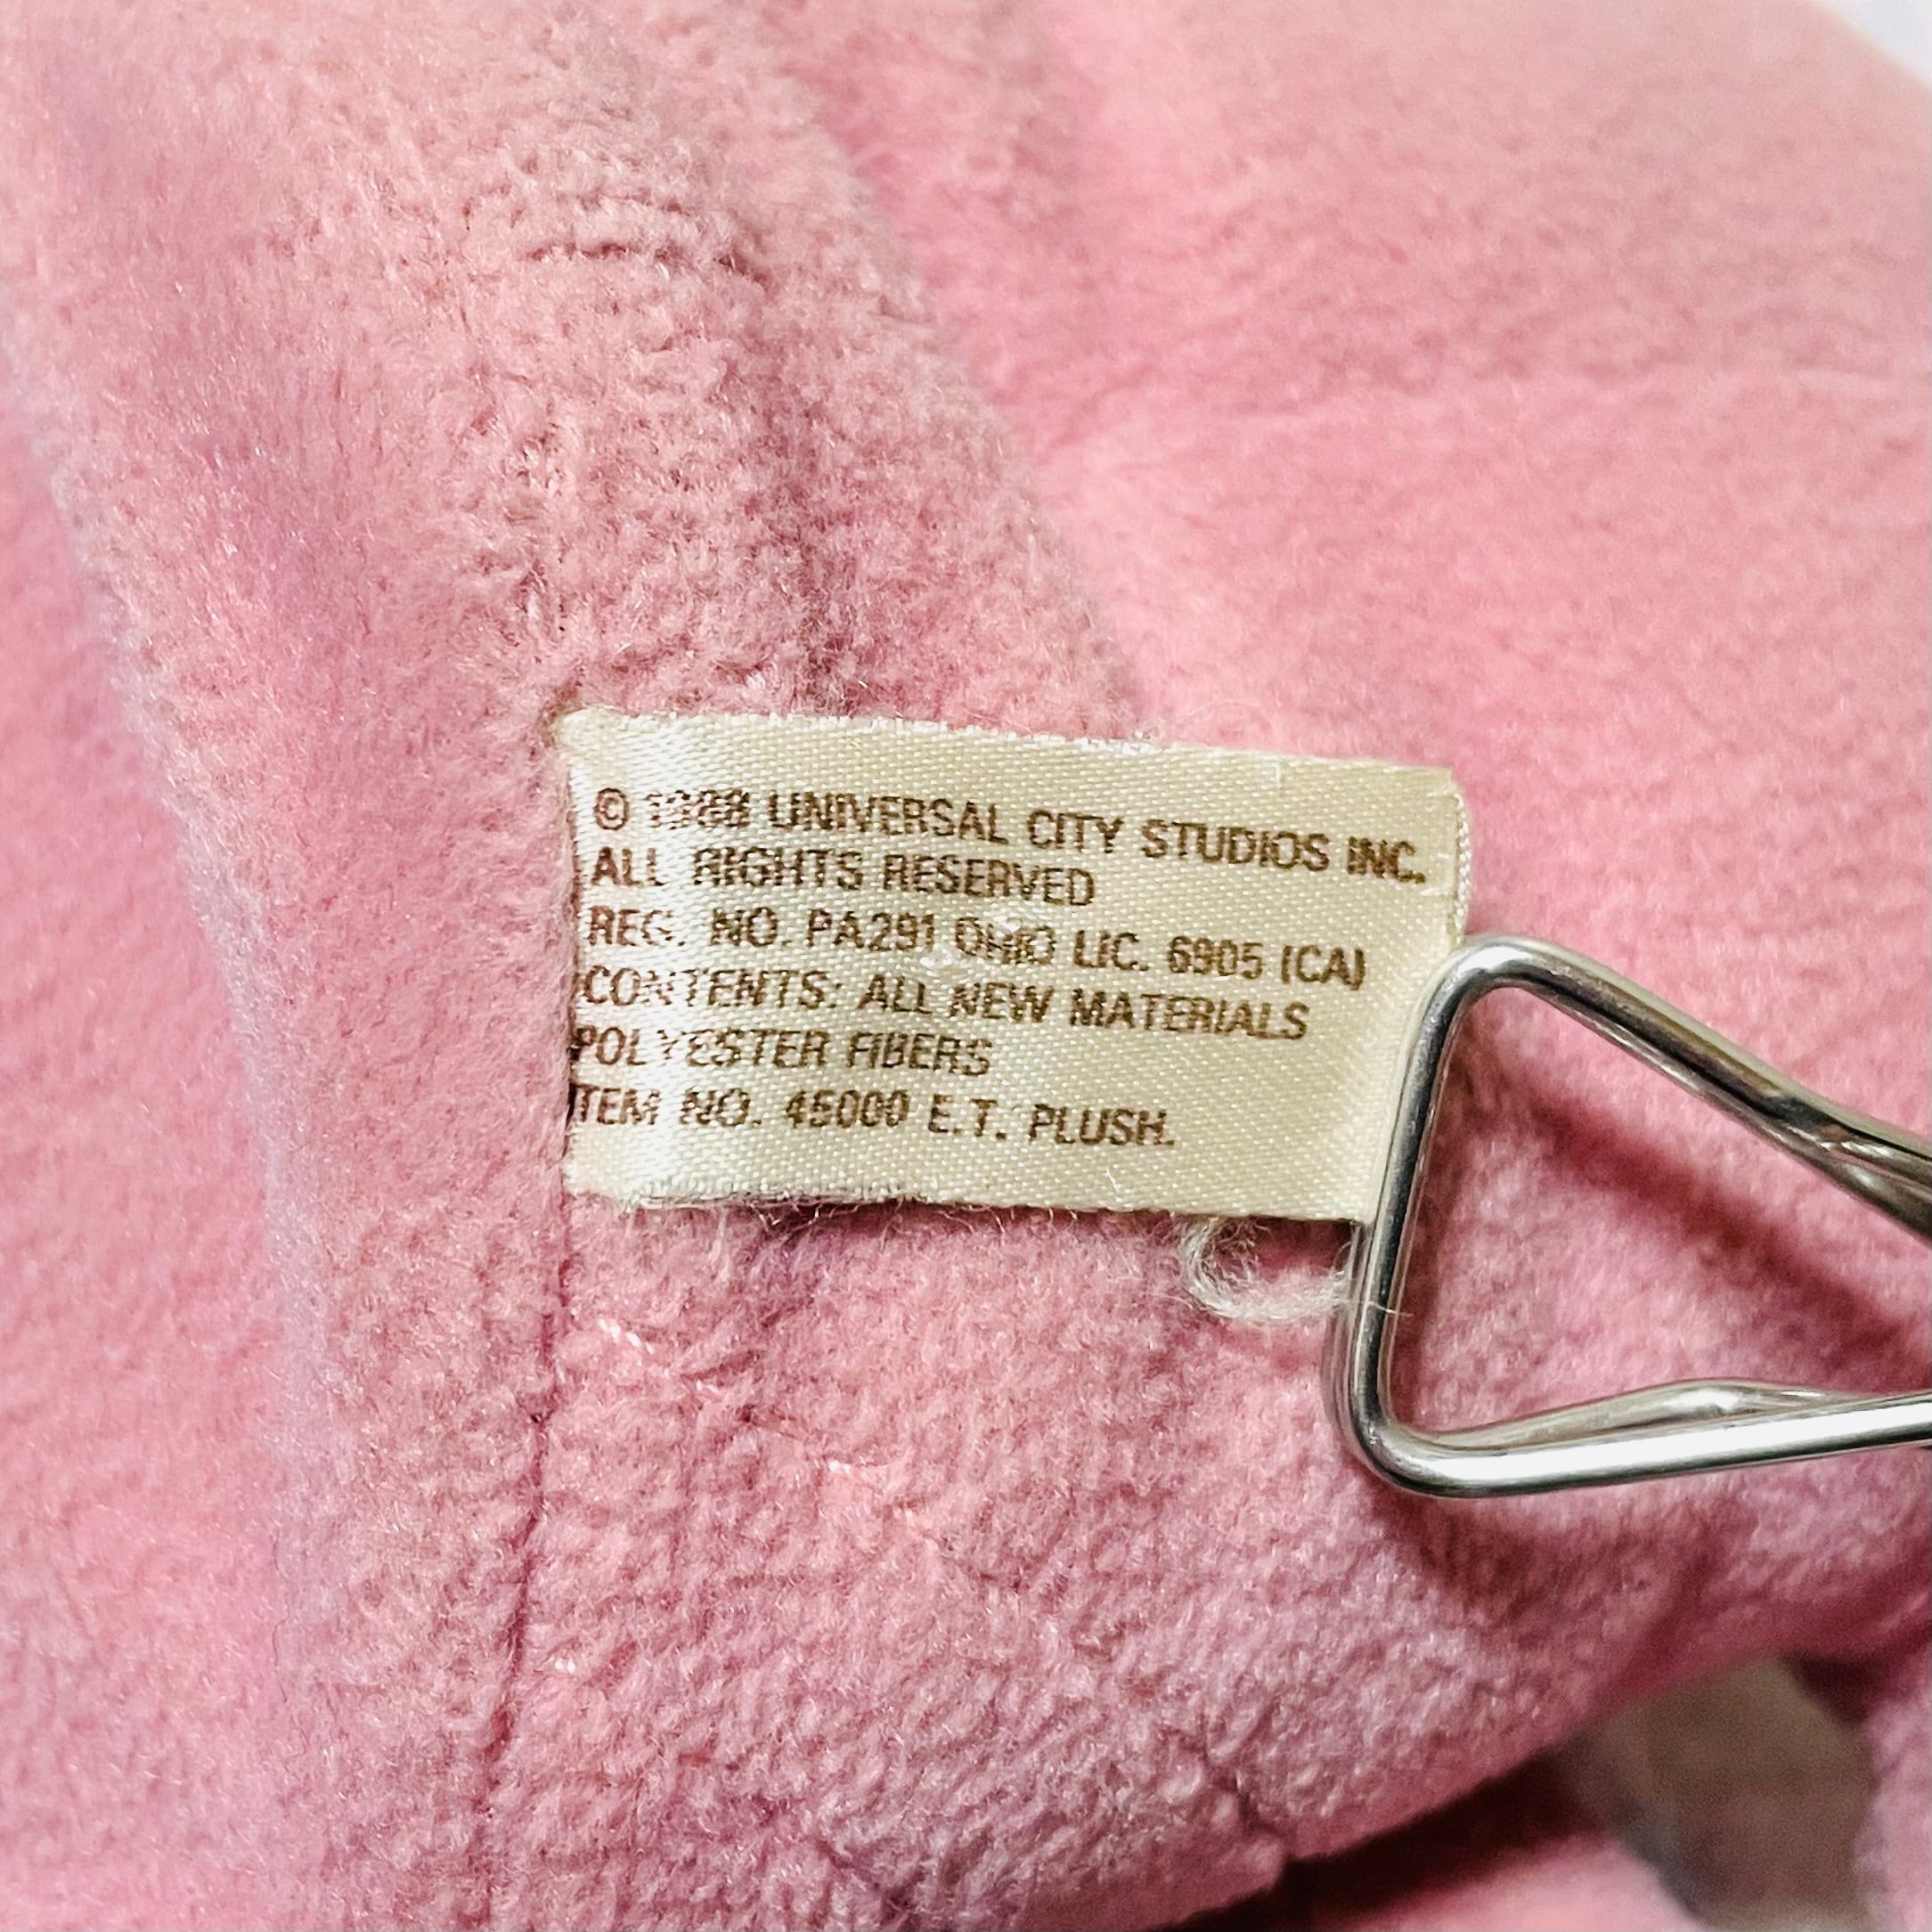 © 1988 UNIVERSAL CITY STUDIOS INC.
ALL RIGHTS RESERVED
REG. NO. PA291 OHIO LIC. 6905 (CA)
CONTENTS: ALL NEW MATERIALS
POLYESTER FIBERS
ITEM NO. 45000 E.T. PLUSH.